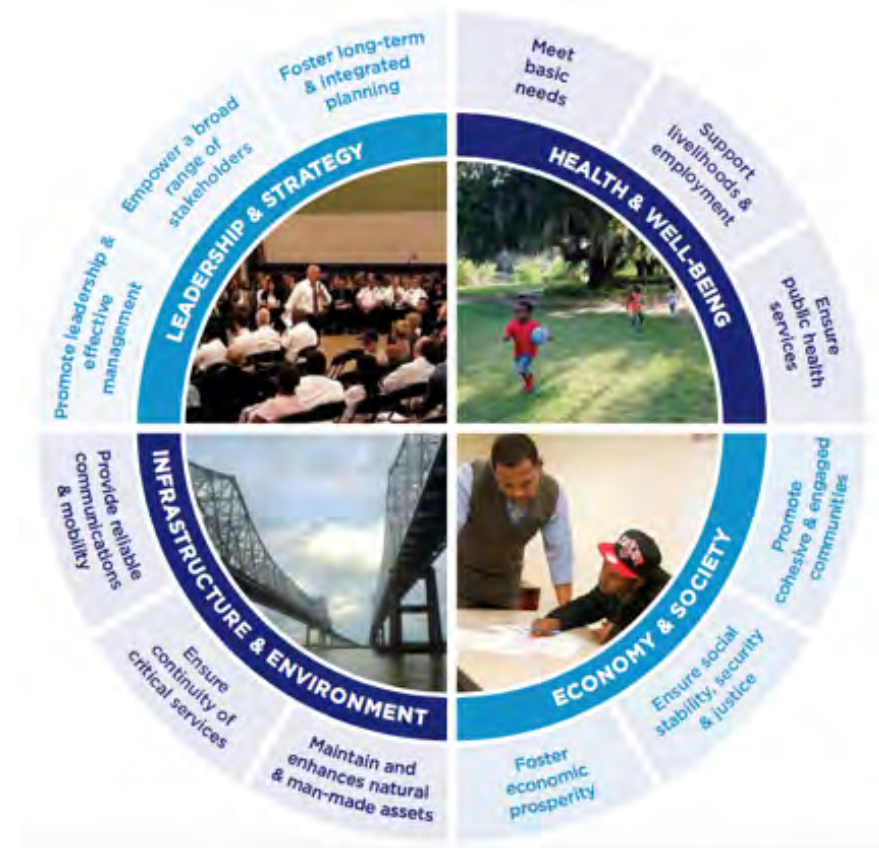 LEADERSHIP & STRATEGY
Promote leadership &
effective
management
Empower a broad
range of
stakeholders
Foster long-term
& integrated
planning
HEALTH & WELL-BEING
Meet
basic
needs
Support
livelihoods &
employment
Ensure
public health
services
ECONOMY & SOCIETY
Promote
cohesive & engaged
communities
Ensure social
stability, security
& justice
Foster
economic
prosperity
INFRASTRUCTURE & ENVIRONMENT
Maintain and
enhances natural
& man-made assets
Ensure
continuity of
critical services
Provide reliable
communications
& mobility